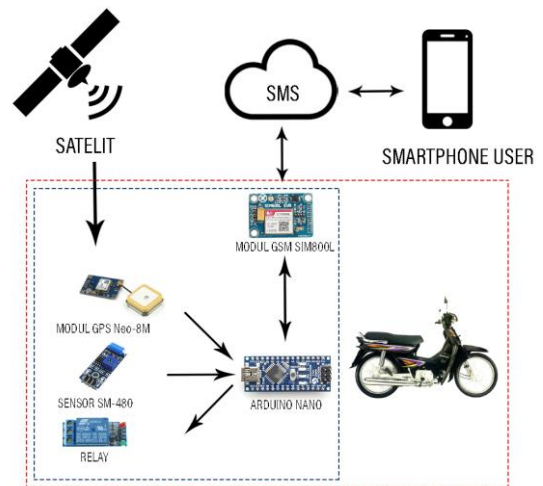 SMS
SATELIT
SMARTPHONE USER
MODUL GSM SIM800L
MODUL GPS Neo-8M
SENSOR SM-480
ARDUINO NANO
RELAY